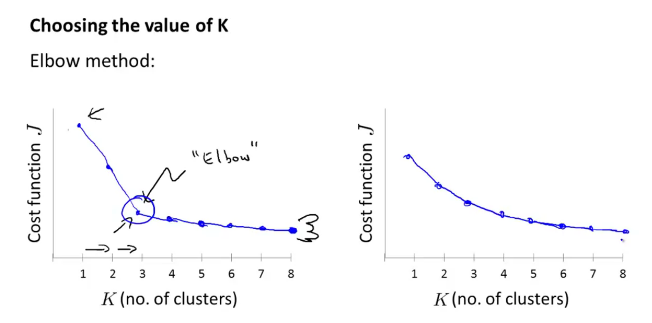 Choosing the value of K
Elbow method:
Cost function J
"Elbow"
1 2 3 4 5 6 7 8
K (no. of clusters)
Cost function J
1 2 3 4 5 6 7 8
K (no. of clusters)